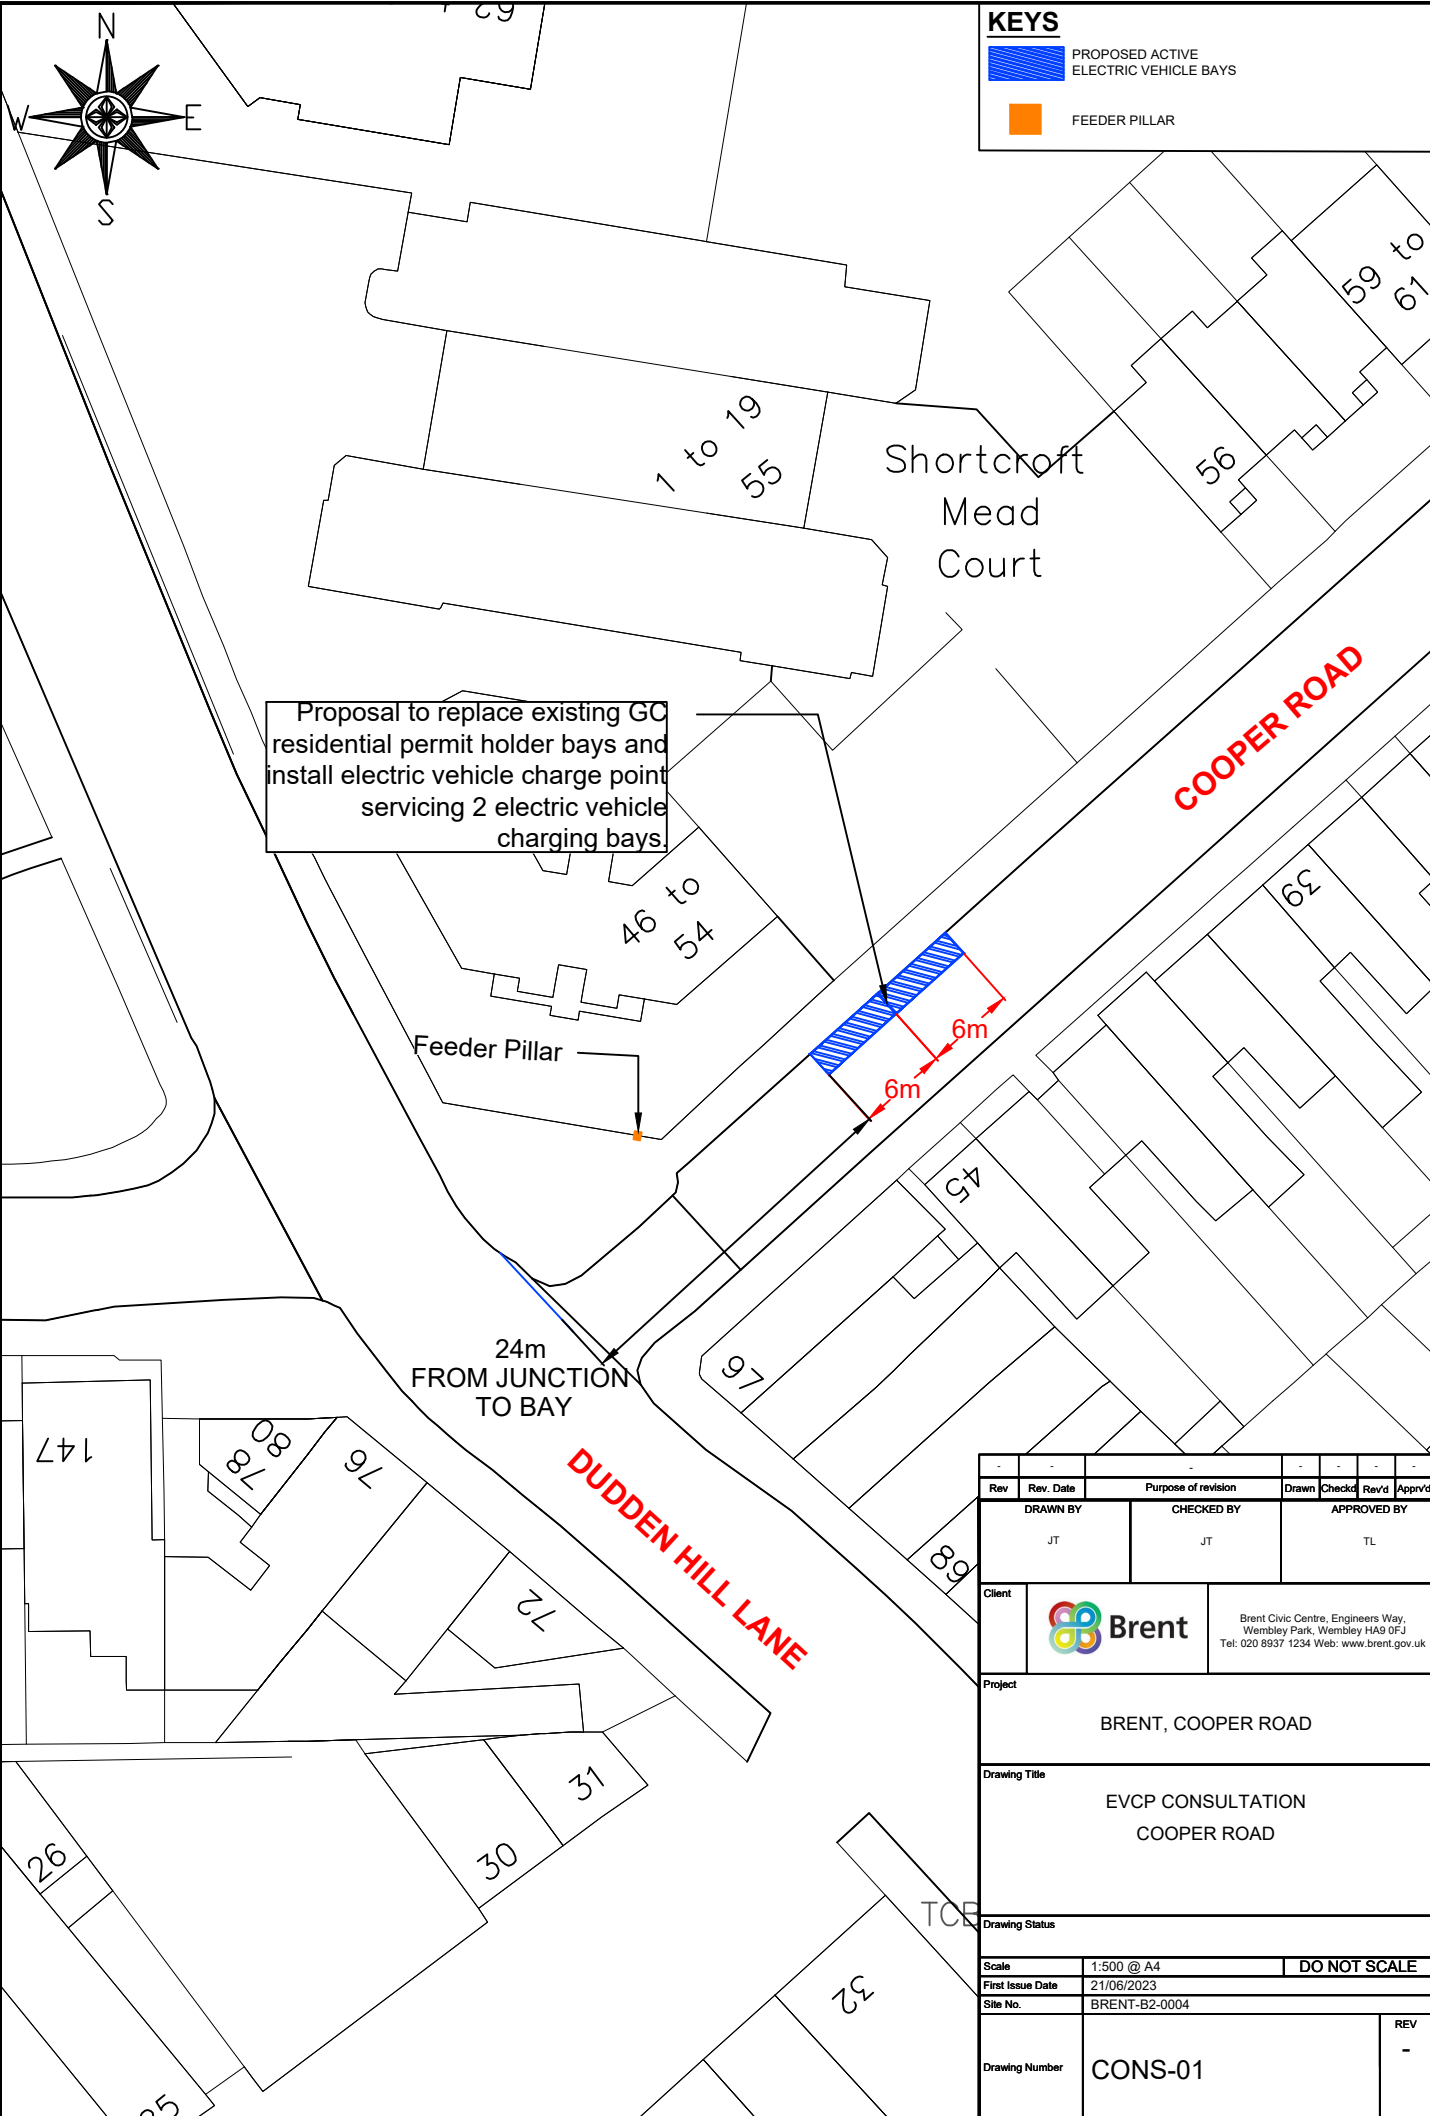 N
W
E
S
KEYS
PROPOSED ACTIVE
ELECTRIC VEHICLE BAYS
FEEDER PILLAR
59 to
61
1 to 19
55
Shortcroft
Mead
Court
56
COOPER ROAD
Proposal to replace existing GC
residential permit holder bays and
install electric vehicle charge point
servicing 2 electric vehicle
charging bays.
46 to
54
39
6m
6m
Feeder Pillar
45
24m
FROM JUNCTION
TO BAY
97
147
80
78
76
DUDDEN HILL LANE
72
89
31
30
26
32
TCB
- - - - - - -
Rev Rev. Date Purpose of revision Drawn Checkd Rev'd Apprv'd
DRAWN BY CHECKED BY APPROVED BY
JT JT TL
Client
Brent
Brent Civic Centre, Engineers Way,
Wembley Park, Wembley HA9 0FJ
Tel: 020 8937 1234 Web: www.brent.gov.uk
Project
BRENT, COOPER ROAD
Drawing Title
EVCP CONSULTATION
COOPER ROAD
Drawing Status
Scale 1:500 @ A4 DO NOT SCALE
First Issue Date 21/06/2023
Site No. BRENT-B2-0004
Drawing Number CONS-01
REV
-